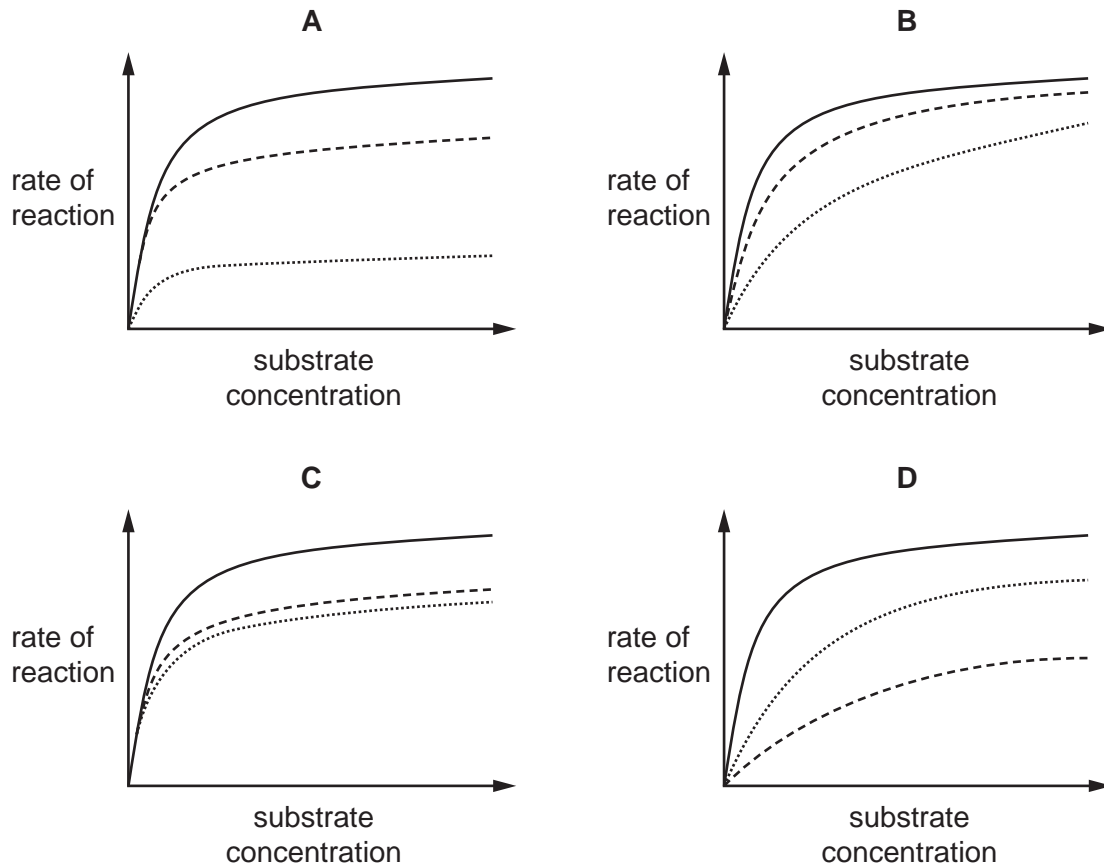 A
rate of
reaction
substrate
concentration
B
rate of
reaction
substrate
concentration
C
rate of
reaction
substrate
concentration
D
rate of
reaction
substrate
concentration